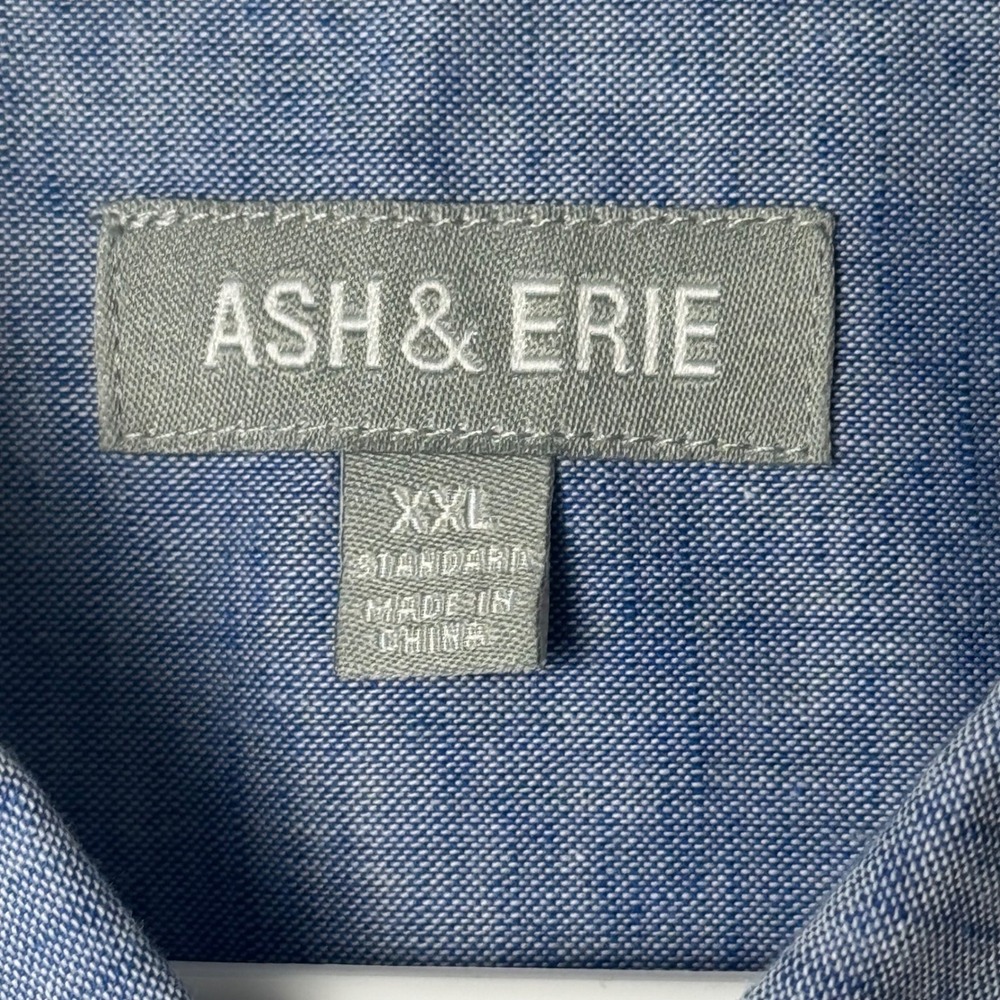 ASH & ERIE
XXL
STANDARD
MADE IN
CHINA